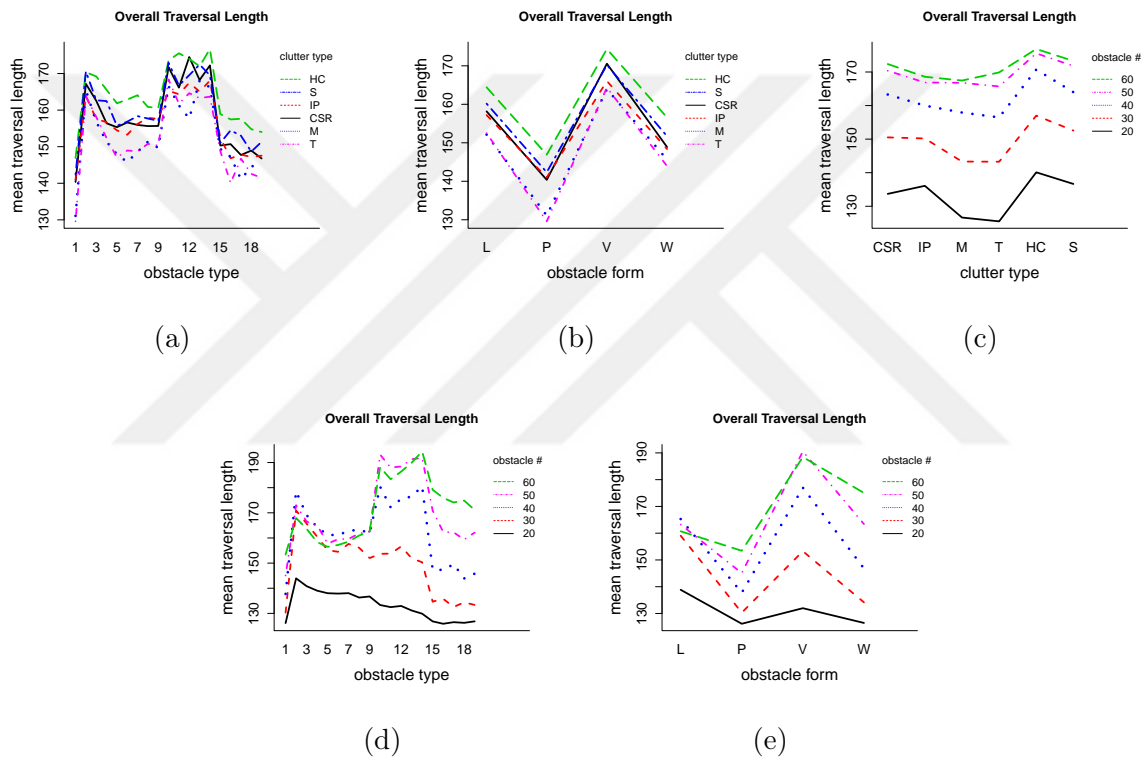 Overall Traversal Length
mean traversal length
130 140 150 160 170
1 3 5 7 9 12 15 18
obstacle type
clutter type
HC
S
IP
CSR
M
T
(a)
Overall Traversal Length
mean traversal length
130 140 150 160 170
L P V W
obstacle form
clutter type
HC
S
CSR
IP
M
T
(b)
Overall Traversal Length
mean traversal length
130 150 170
CSR IP M T HC S
clutter type
obstacle #
60
50
40
30
20
(c)
Overall Traversal Length
mean traversal length
130 150 170 190
1 3 5 7 9 12 15 18
obstacle type
obstacle #
60
50
40
30
20
(d)
Overall Traversal Length
mean traversal length
130 150 170 190
L P V W
obstacle form
obstacle #
60
50
40
30
20
(e)